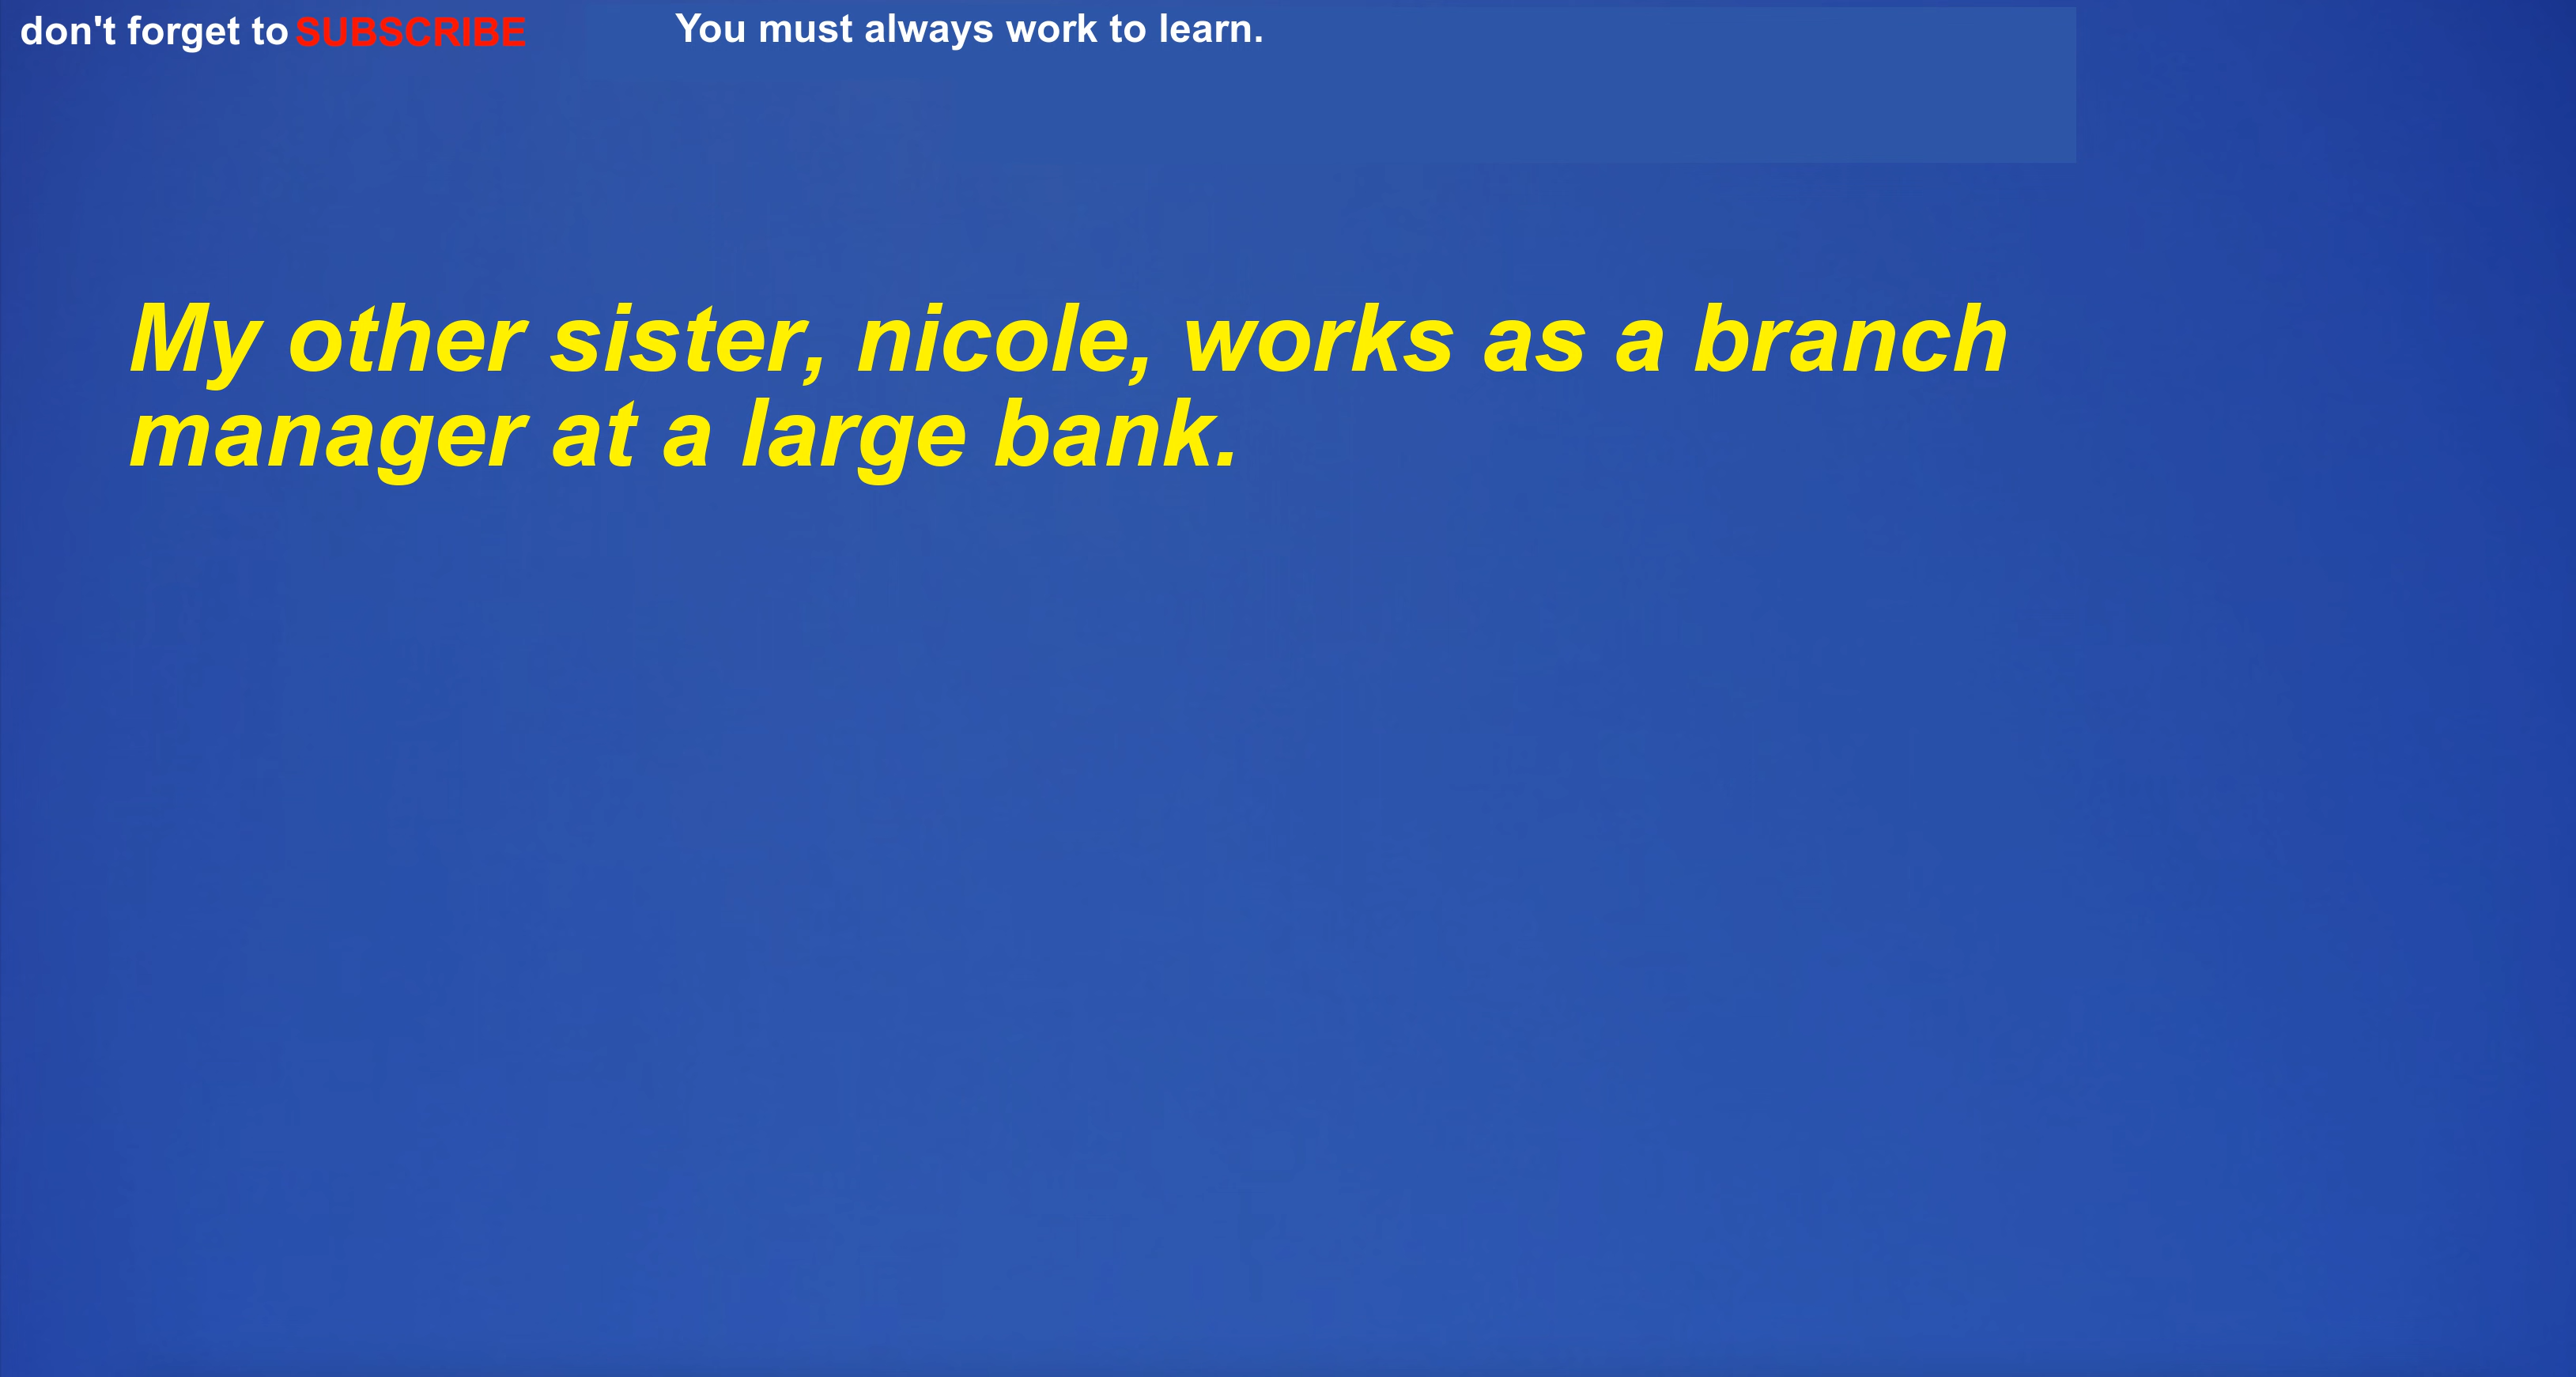 don't forget to SUBSCRIBE
You must always work to learn.
My other sister, nicole, works as a branch
manager at a large bank.